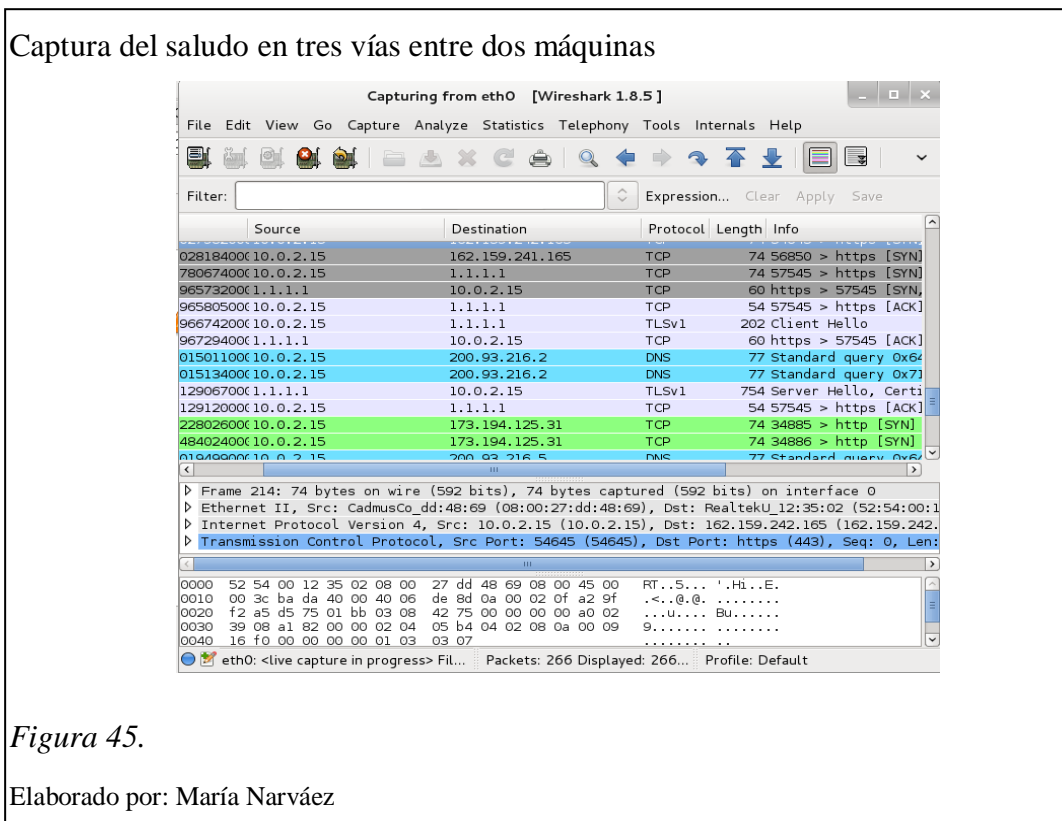 Captura del saludo en tres vías entre dos máquinas
Capturing from eth0 [Wireshark 1.8.5 ]
File Edit View Go Capture Analyze Statistics Telephony Tools Internals Help
Filter: Expression... Clear Apply Save
Source Destination Protocol Length Info
028184000 10.0.2.15 162.159.241.165 TCP 74 56850 > https [SYN]
780674000 10.0.2.15 1.1.1.1 TCP 74 57545 > https [SYN]
965732000 1.1.1.1 10.0.2.15 TCP 60 https > 57545 [SYN,
965805000 10.0.2.15 1.1.1.1 TCP 54 57545 > https [ACK]
966742000 10.0.2.15 1.1.1.1 TLSv1 202 Client Hello
967294000 1.1.1.1 10.0.2.15 TCP 60 https > 57545 [ACK]
015011000 10.0.2.15 200.93.216.2 DNS 77 Standard query 0x64
015134000 10.0.2.15 200.93.216.2 DNS 77 Standard query 0x71
129067000 1.1.1.1 10.0.2.15 TLSv1 754 Server Hello, Certi
129120000 10.0.2.15 1.1.1.1 TCP 54 57545 > https [ACK]
228026000 10.0.2.15 173.194.125.31 TCP 74 34885 > http [SYN]
484024000 10.0.2.15 173.194.125.31 TCP 74 34886 > http [SYN]
019499000 10.0.2.15 200.93.216.5 DNS 77 Standard query 0x64
Frame 214: 74 bytes on wire (592 bits), 74 bytes captured (592 bits) on interface 0
Ethernet II, Src: CadmusCo_dd:48:69 (08:00:27:dd:48:69), Dst: RealtekU_12:35:02 (52:54:00:1
Internet Protocol Version 4, Src: 10.0.2.15 (10.0.2.15), Dst: 162.159.242.165 (162.159.242.
Transmission Control Protocol, Src Port: 54645 (54645), Dst Port: https (443), Seq: 0, Len:
0000 52 54 00 12 35 02 08 00 27 dd 48 69 08 00 45 00 RT..5... '.Hi..E.
0010 00 3c ba da 40 00 40 06 de 8d 0a 00 02 0f a2 9f .<..@.@. ........
0020 f2 a5 d5 75 01 bb 03 08 42 75 00 00 00 00 a0 02 ...u.... Bu......
0030 39 08 a1 82 00 00 02 04 05 b4 04 02 08 0a 00 09 9....... ........
0040 16 f0 00 00 00 00 01 03 03 07 ........ ..
eth0: <live capture in progress> Fil... Packets: 266 Displayed: 266... Profile: Default
Figura 45.
Elaborado por: María Narváez